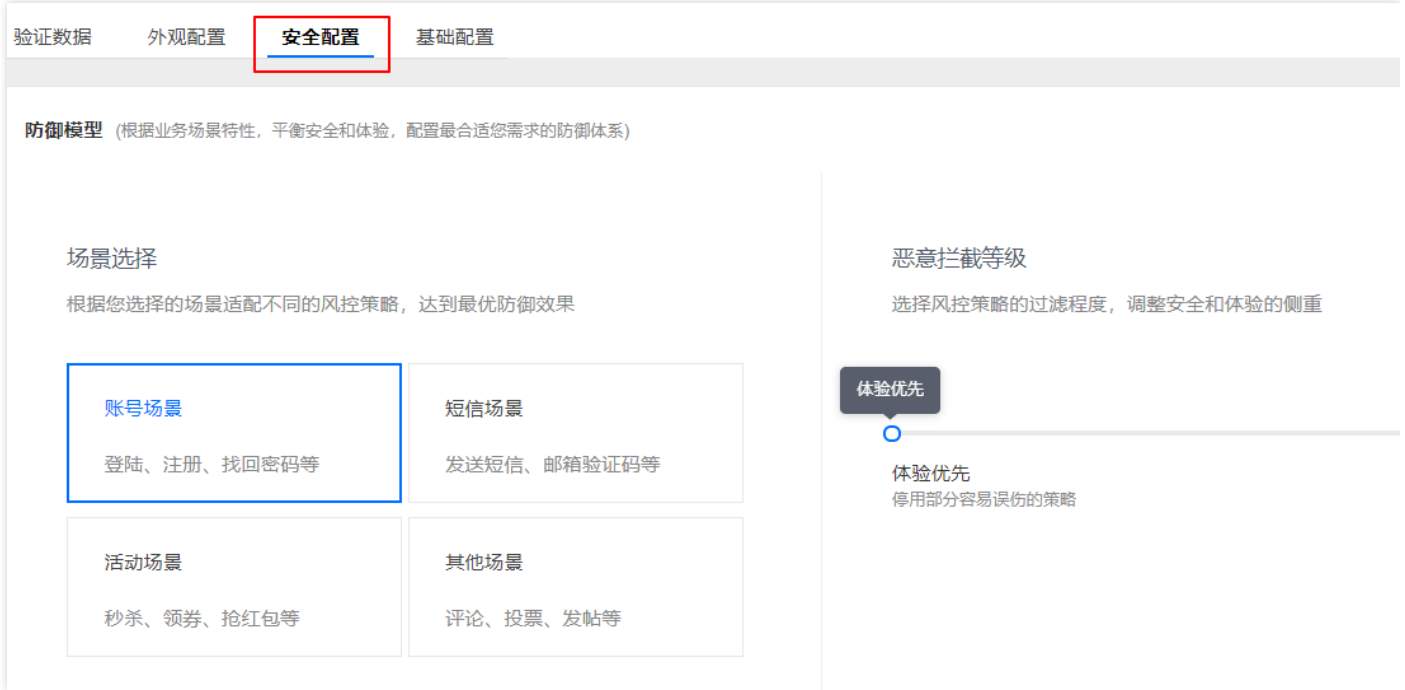 验证数据 外观配置 安全配置 基础配置
防御模型 (根据业务场景特性，平衡安全和体验，配置最合适您需求的防御体系)
场景选择
根据您选择的场景适配不同的风控策略，达到最优防御效果
账号场景
登陆、注册、找回密码等
短信场景
发送短信、邮箱验证码等
活动场景
秒杀、领券、抢红包等
其他场景
评论、投票、发帖等
恶意拦截等级
选择风控策略的过滤程度，调整安全和体验的侧重
体验优先
体验优先
停用部分容易误伤的策略